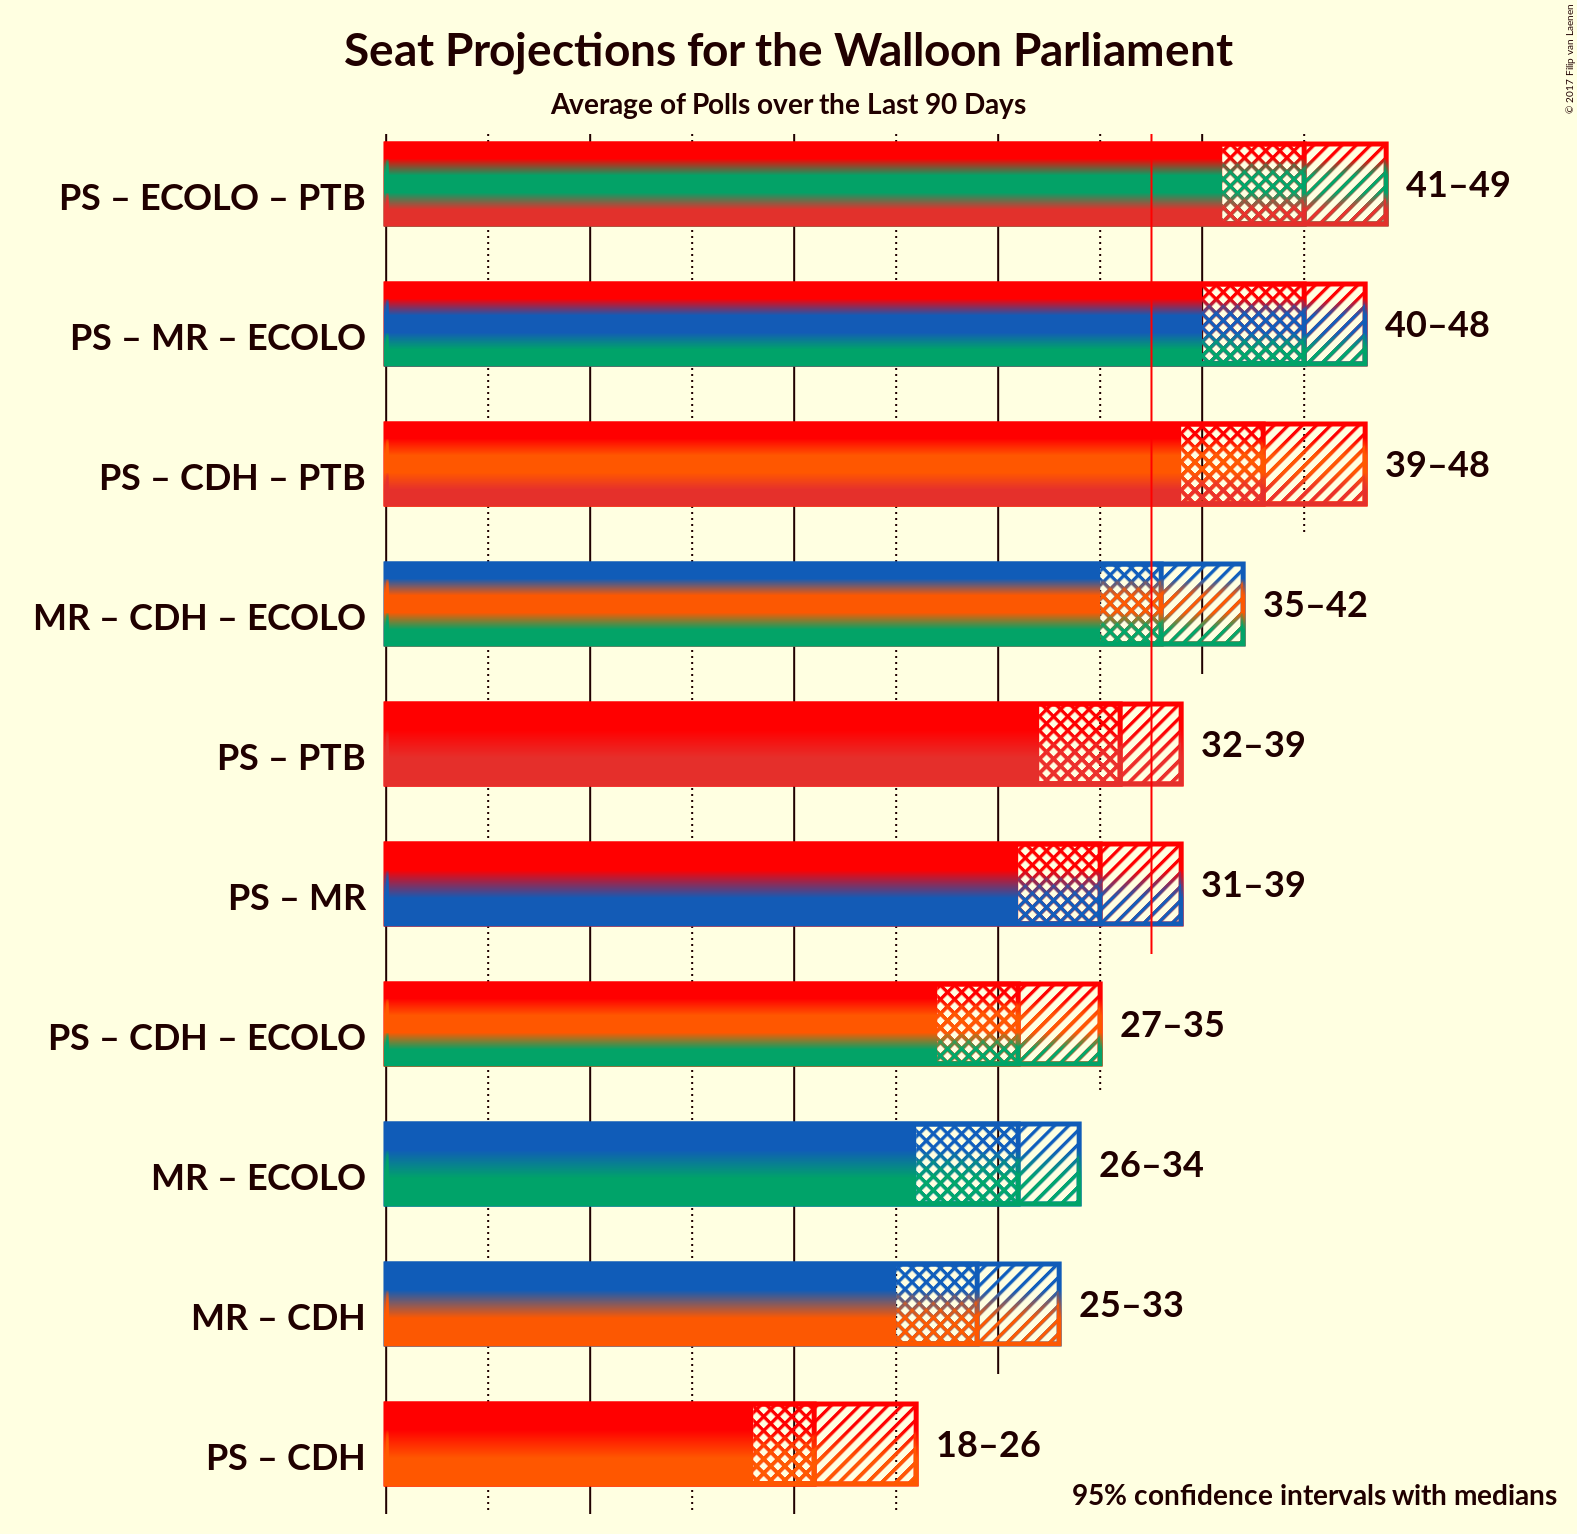 Seat Projections for the Walloon Parliament
Average of Polls over the Last 90 Days
© 2017 Filip van Laenen
PS – ECOLO – PTB 41–49
PS – MR – ECOLO 40–48
PS – CDH – PTB 39–48
MR – CDH – ECOLO 35–42
PS – PTB 32–39
PS – MR 31–39
PS – CDH – ECOLO 27–35
MR – ECOLO 26–34
MR – CDH 25–33
PS – CDH 18–26
95% confidence intervals with medians